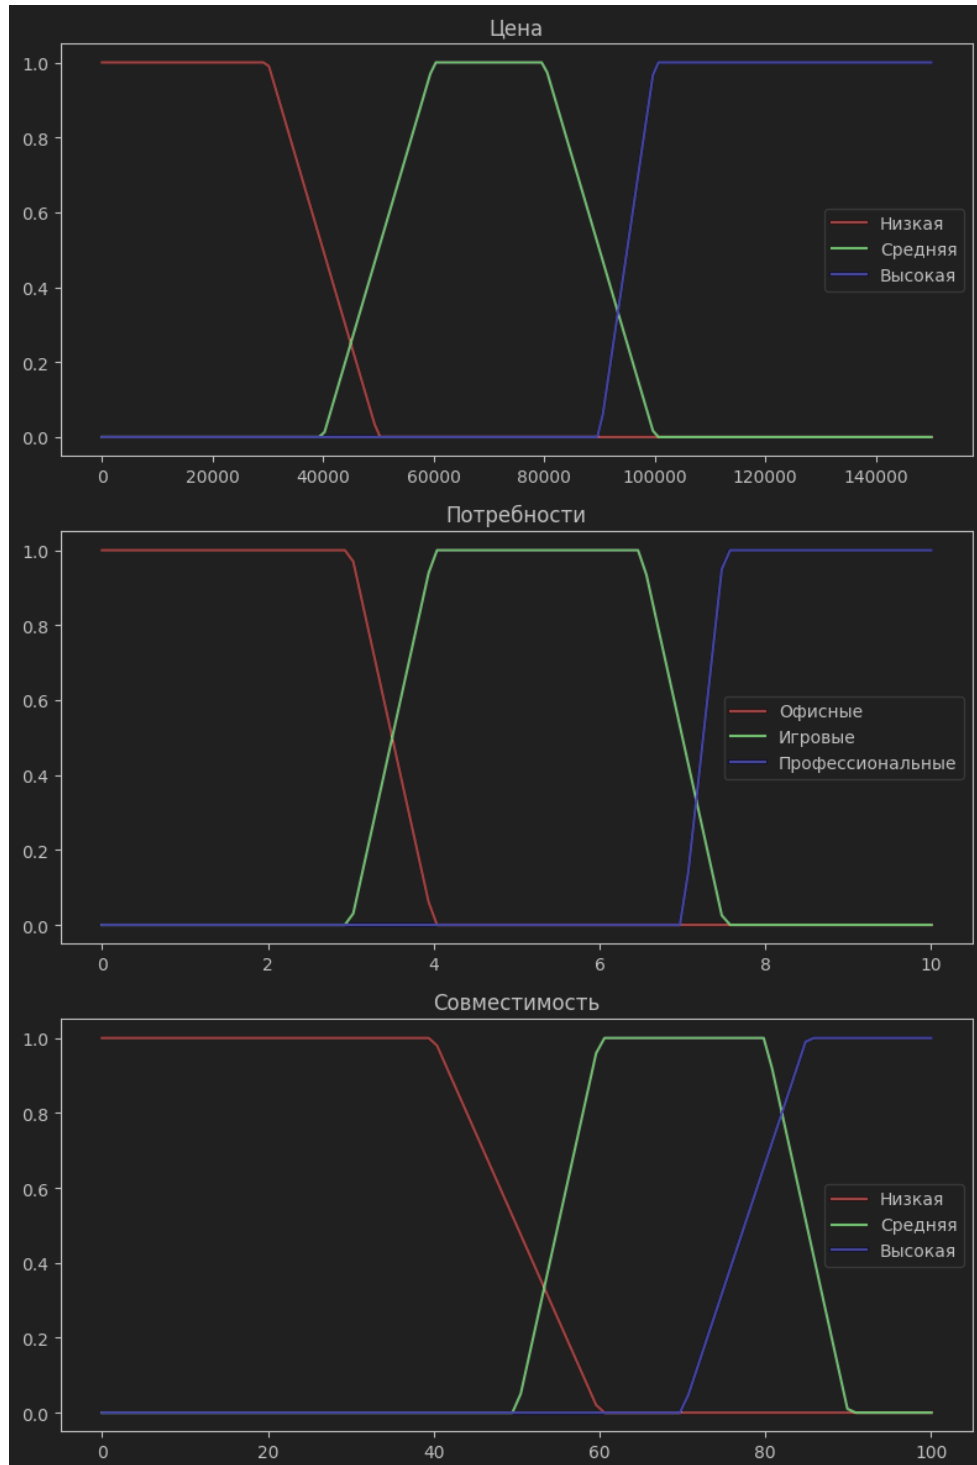 Цена
1.0
0.8
0.6
0.4
0.2
0.0
Низкая
Средняя
Высокая
0 20000 40000 60000 80000 100000 120000 140000
Потребности
1.0
0.8
0.6
0.4
0.2
0.0
Офисные
Игровые
Профессиональные
0 2 4 6 8 10
Совместимость
1.0
0.8
0.6
0.4
0.2
0.0
Низкая
Средняя
Высокая
0 20 40 60 80 100